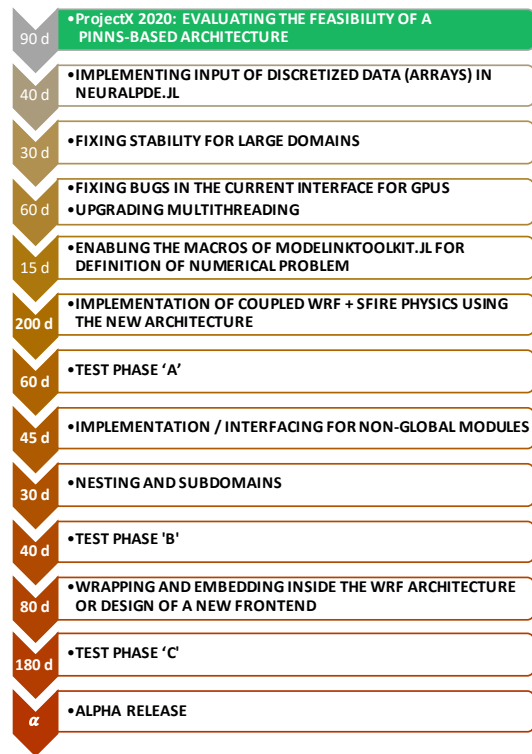 90 d
•ProjectX 2020: EVALUATING THE FEASIBILITY OF A
PINNS-BASED ARCHITECTURE
40 d
•IMPLEMENTING INPUT OF DISCRETIZED DATA (ARRAYS) IN
NEURALPDE.JL
30 d
•FIXING STABILITY FOR LARGE DOMAINS
60 d
•FIXING BUGS IN THE CURRENT INTERFACE FOR GPUS
•UPGRADING MULTITHREADING
15 d
•ENABLING THE MACROS OF MODELINKTOOLKIT.JL FOR
DEFINITION OF NUMERICAL PROBLEM
200 d
•IMPLEMENTATION OF COUPLED WRF + SFIRE PHYSICS USING
THE NEW ARCHITECTURE
60 d
•TEST PHASE ‘A’
45 d
•IMPLEMENTATION / INTERFACING FOR NON-GLOBAL MODULES
30 d
•NESTING AND SUBDOMAINS
40 d
•TEST PHASE 'B'
80 d
•WRAPPING AND EMBEDDING INSIDE THE WRF ARCHITECTURE
OR DESIGN OF A NEW FRONTEND
180 d
•TEST PHASE ‘C'
α
•ALPHA RELEASE